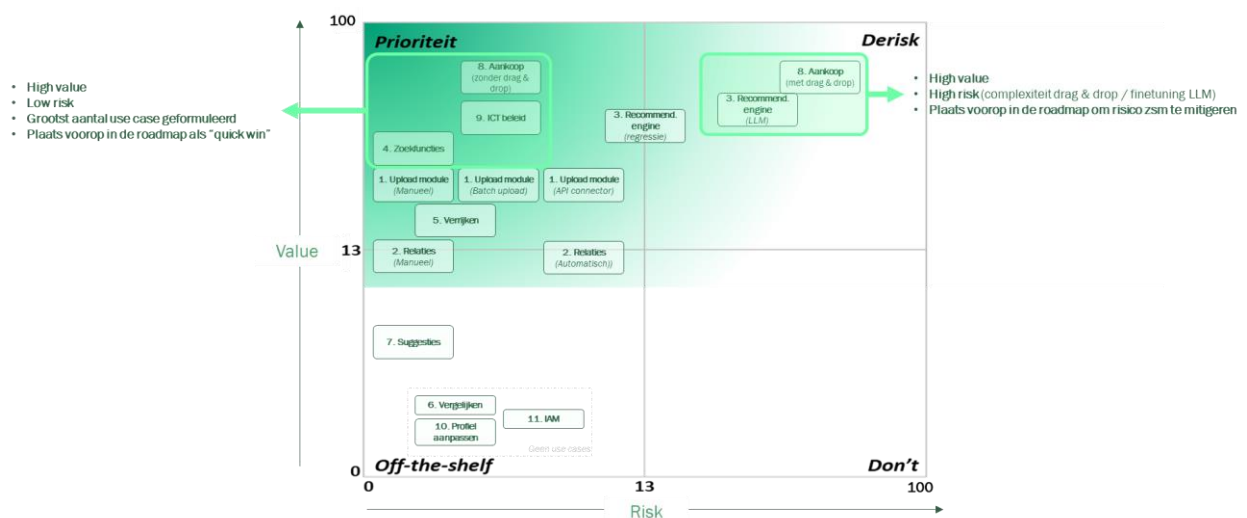 100
Prioriteit
Derisk
• High value
• Low risk
• Grootst aantal use case geformuleerd
• Plaats voorop in de roadmap als “quick win”
8. Aankoop
(zonder drag &
drop)
9. ICT beleid
4. Zoekfuncties
3. Recommend.
engine
(regressie)
8. Aankoop
(met drag & drop)
3. Recommend.
engine
(LLM)
• High value
• High risk (complexiteit drag & drop / finetuning LLM)
• Plaats voorop in de roadmap om risico zsm te mitigeren
1. Upload module
(Manueel)
1. Upload module
(Batch upload)
1. Upload module
(API connector)
5. Verrijken
Value
13
2. Relaties
(Manueel)
2. Relaties
(Automatisch))
7. Suggesties
6. Vergelijken
10. Profiel
aanpassen
11. IAM
Geen use cases
Off-the-shelf
Don’t
0
0
13
100
Risk